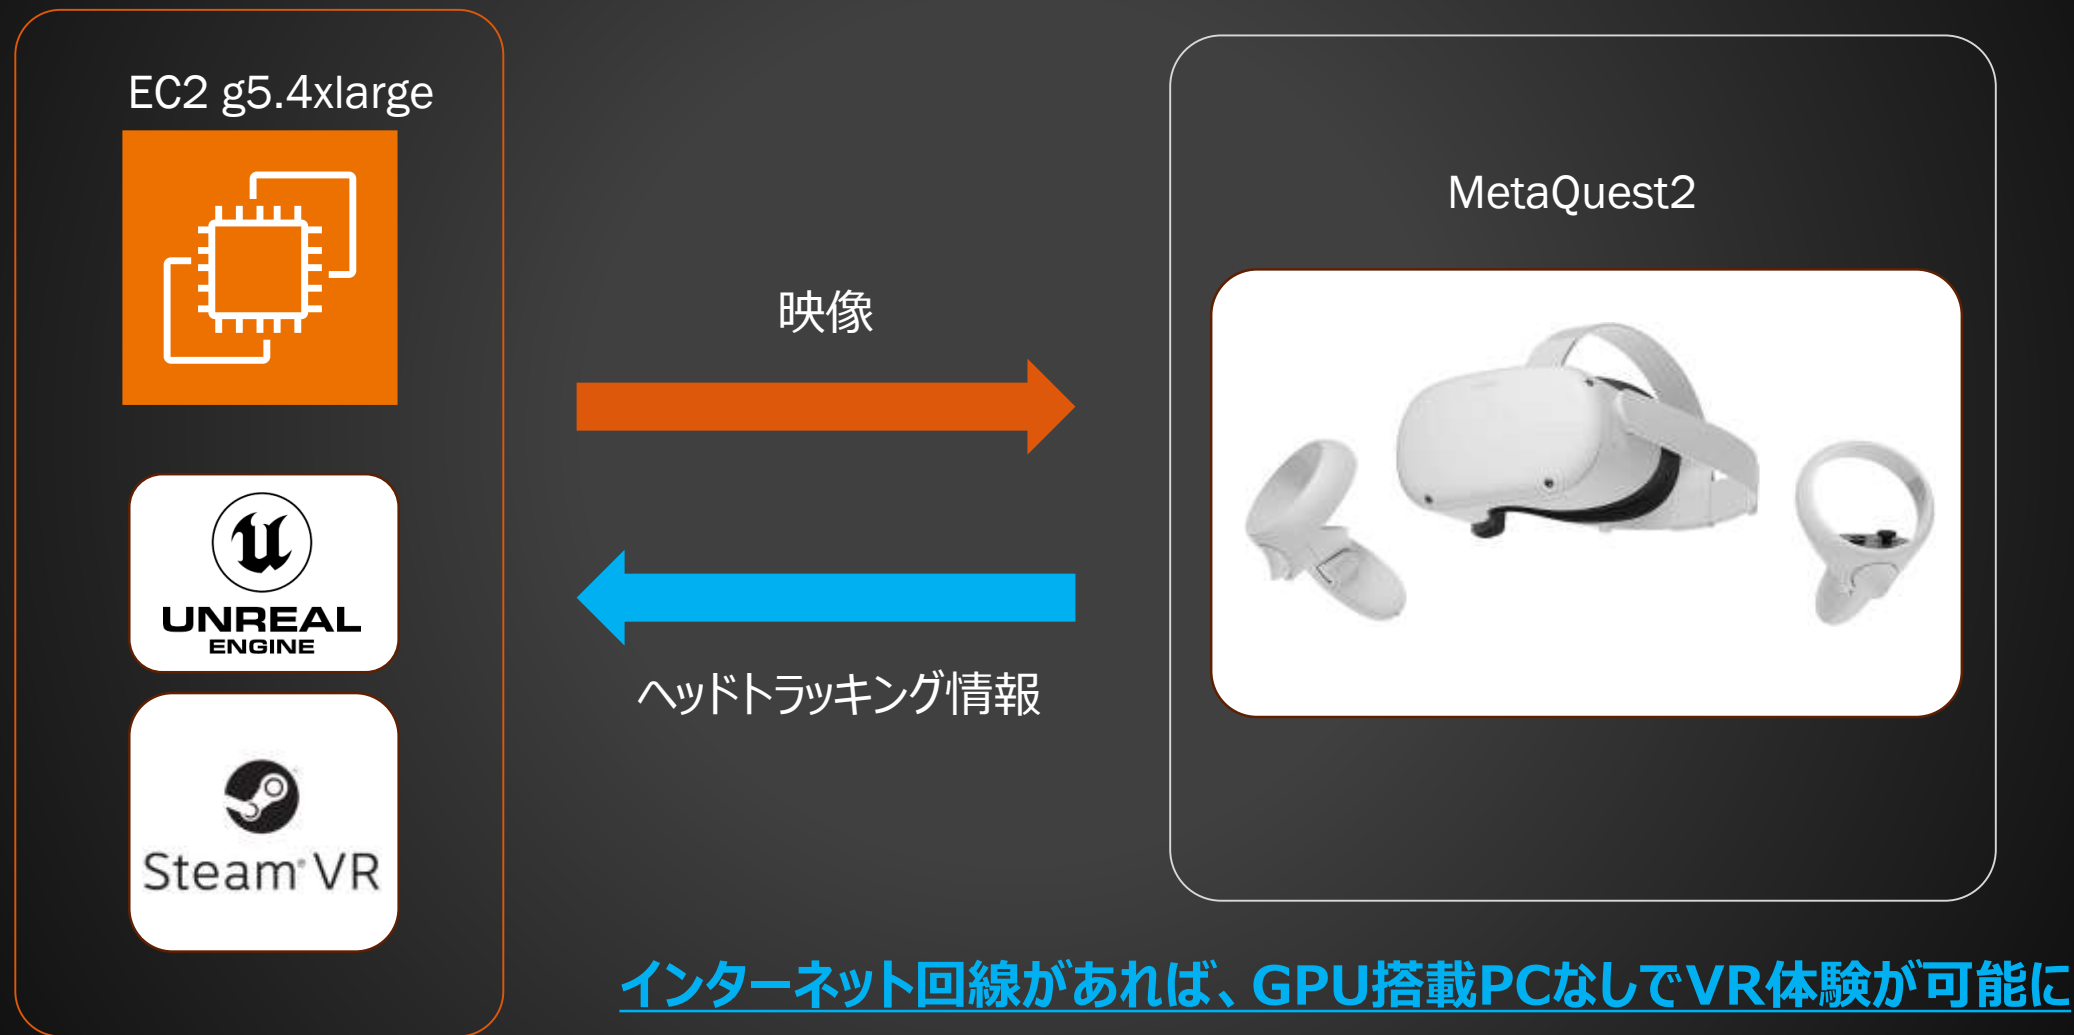 EC2 g5.4xlarge
UNREAL
ENGINE
Steam®VR
映像
ヘッドトラッキング情報
MetaQuest2
インターネット回線があれば、GPU搭載PCなしでVR体験が可能に